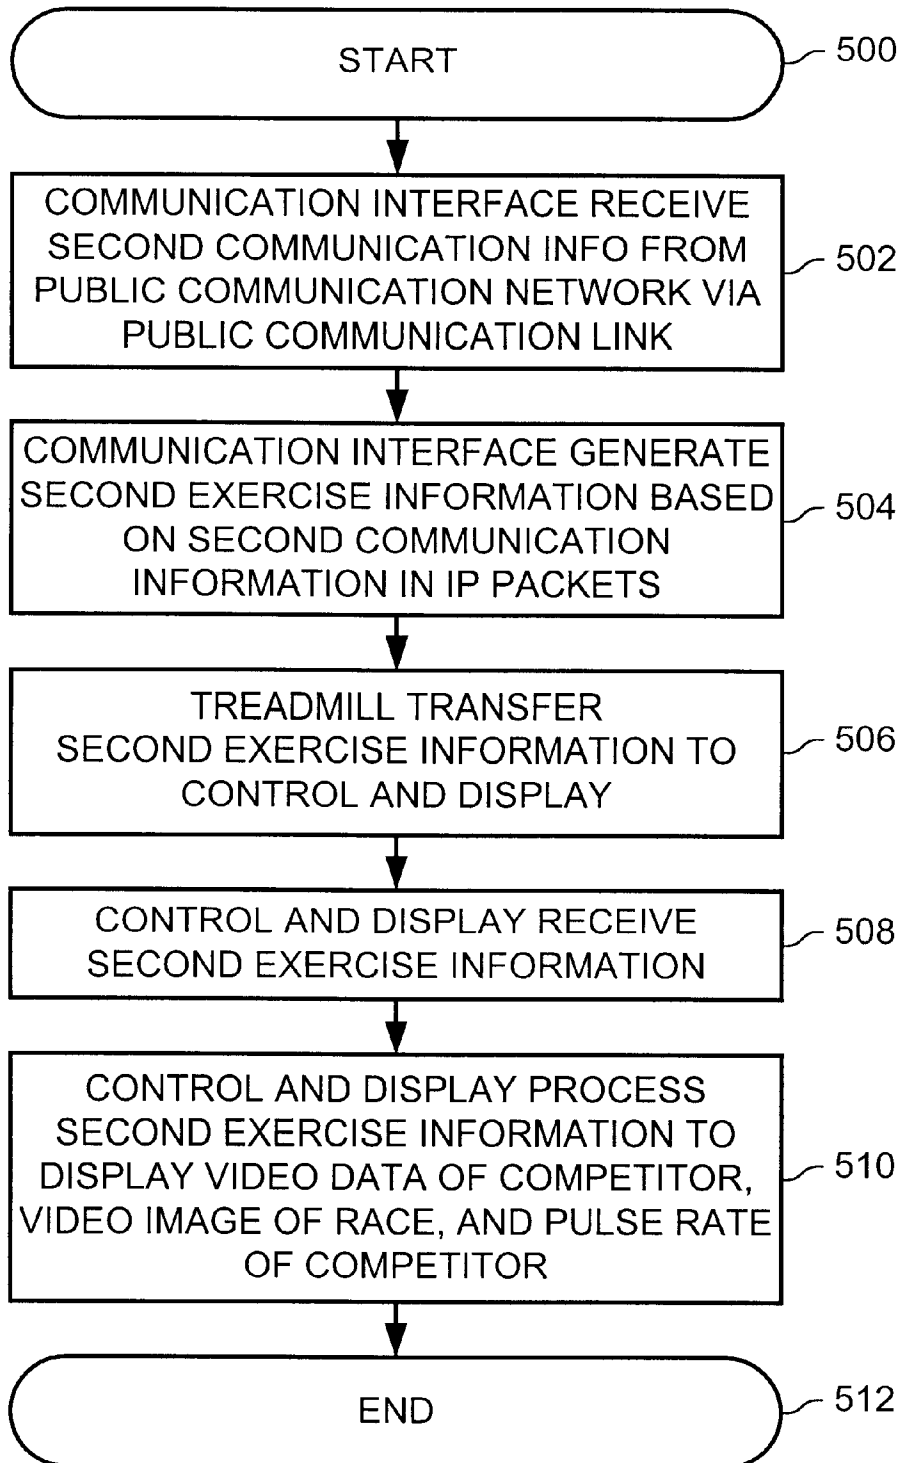 START
500
COMMUNICATION INTERFACE RECEIVE
SECOND COMMUNICATION INFO FROM
PUBLIC COMMUNICATION NETWORK VIA
PUBLIC COMMUNICATION LINK
502
COMMUNICATION INTERFACE GENERATE
SECOND EXERCISE INFORMATION BASED
ON SECOND COMMUNICATION
INFORMATION IN IP PACKETS
504
TREADMILL TRANSFER
SECOND EXERCISE INFORMATION TO
CONTROL AND DISPLAY
506
CONTROL AND DISPLAY RECEIVE
SECOND EXERCISE INFORMATION
508
CONTROL AND DISPLAY PROCESS
SECOND EXERCISE INFORMATION TO
DISPLAY VIDEO DATA OF COMPETITOR,
VIDEO IMAGE OF RACE, AND PULSE RATE
OF COMPETITOR
510
END
512